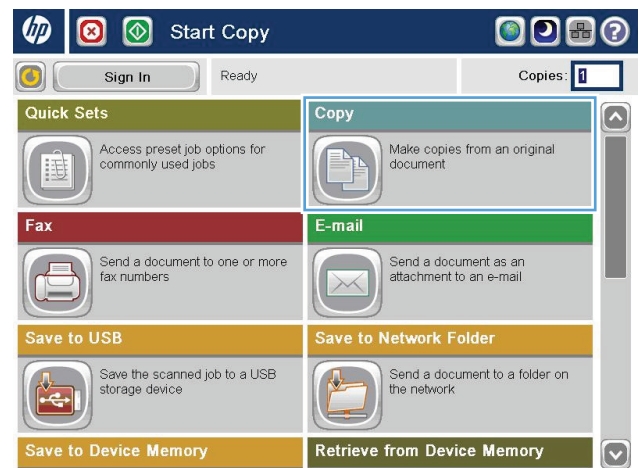 hp
Start Copy
?
Sign In
Ready
Copies: 1
Quick Sets
Access preset job options for
commonly used jobs
Copy
Make copies from an original
document
Fax
Send a document to one or more
fax numbers
E-mail
Send a document as an
attachment to an e-mail
Save to USB
Save the scanned job to a USB
storage device
Save to Network Folder
Send a document to a folder on
the network
Save to Device Memory
Retrieve from Device Memory